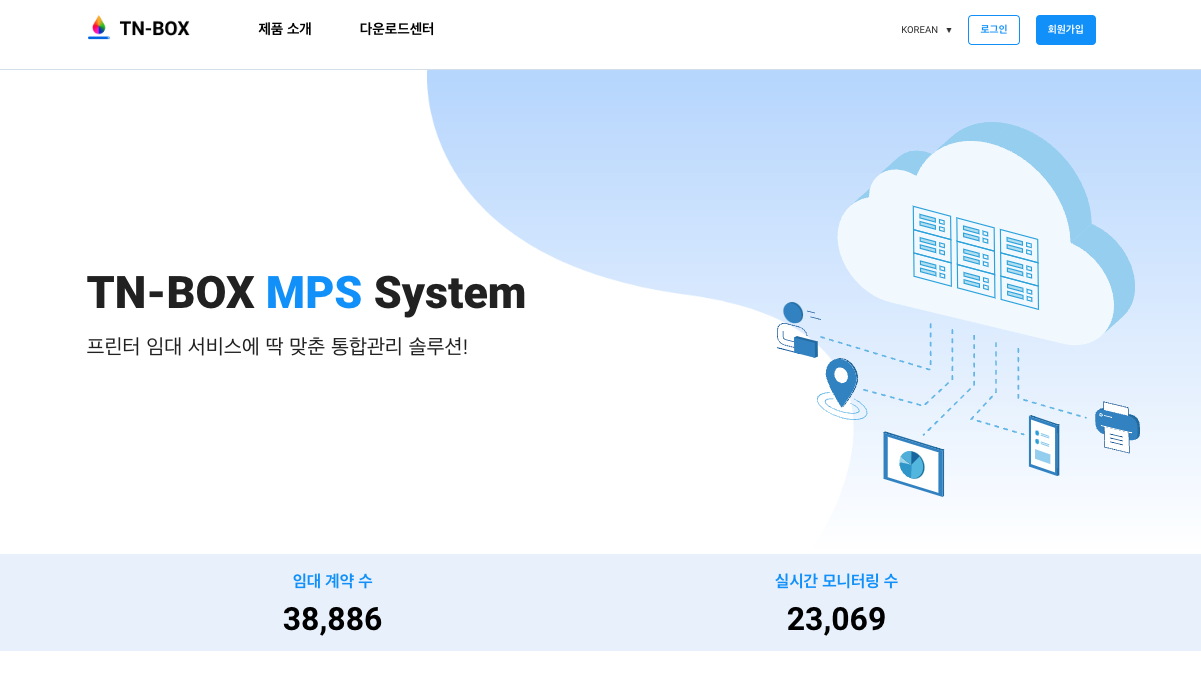 TN-BOX
제품 소개
다운로드센터
KOREAN ▼
로그인
회원가입
TN-BOX MPS System
프린터 임대 서비스에 딱 맞춘 통합관리 솔루션!
임대 계약 수
실시간 모니터링 수
38,886
23,069